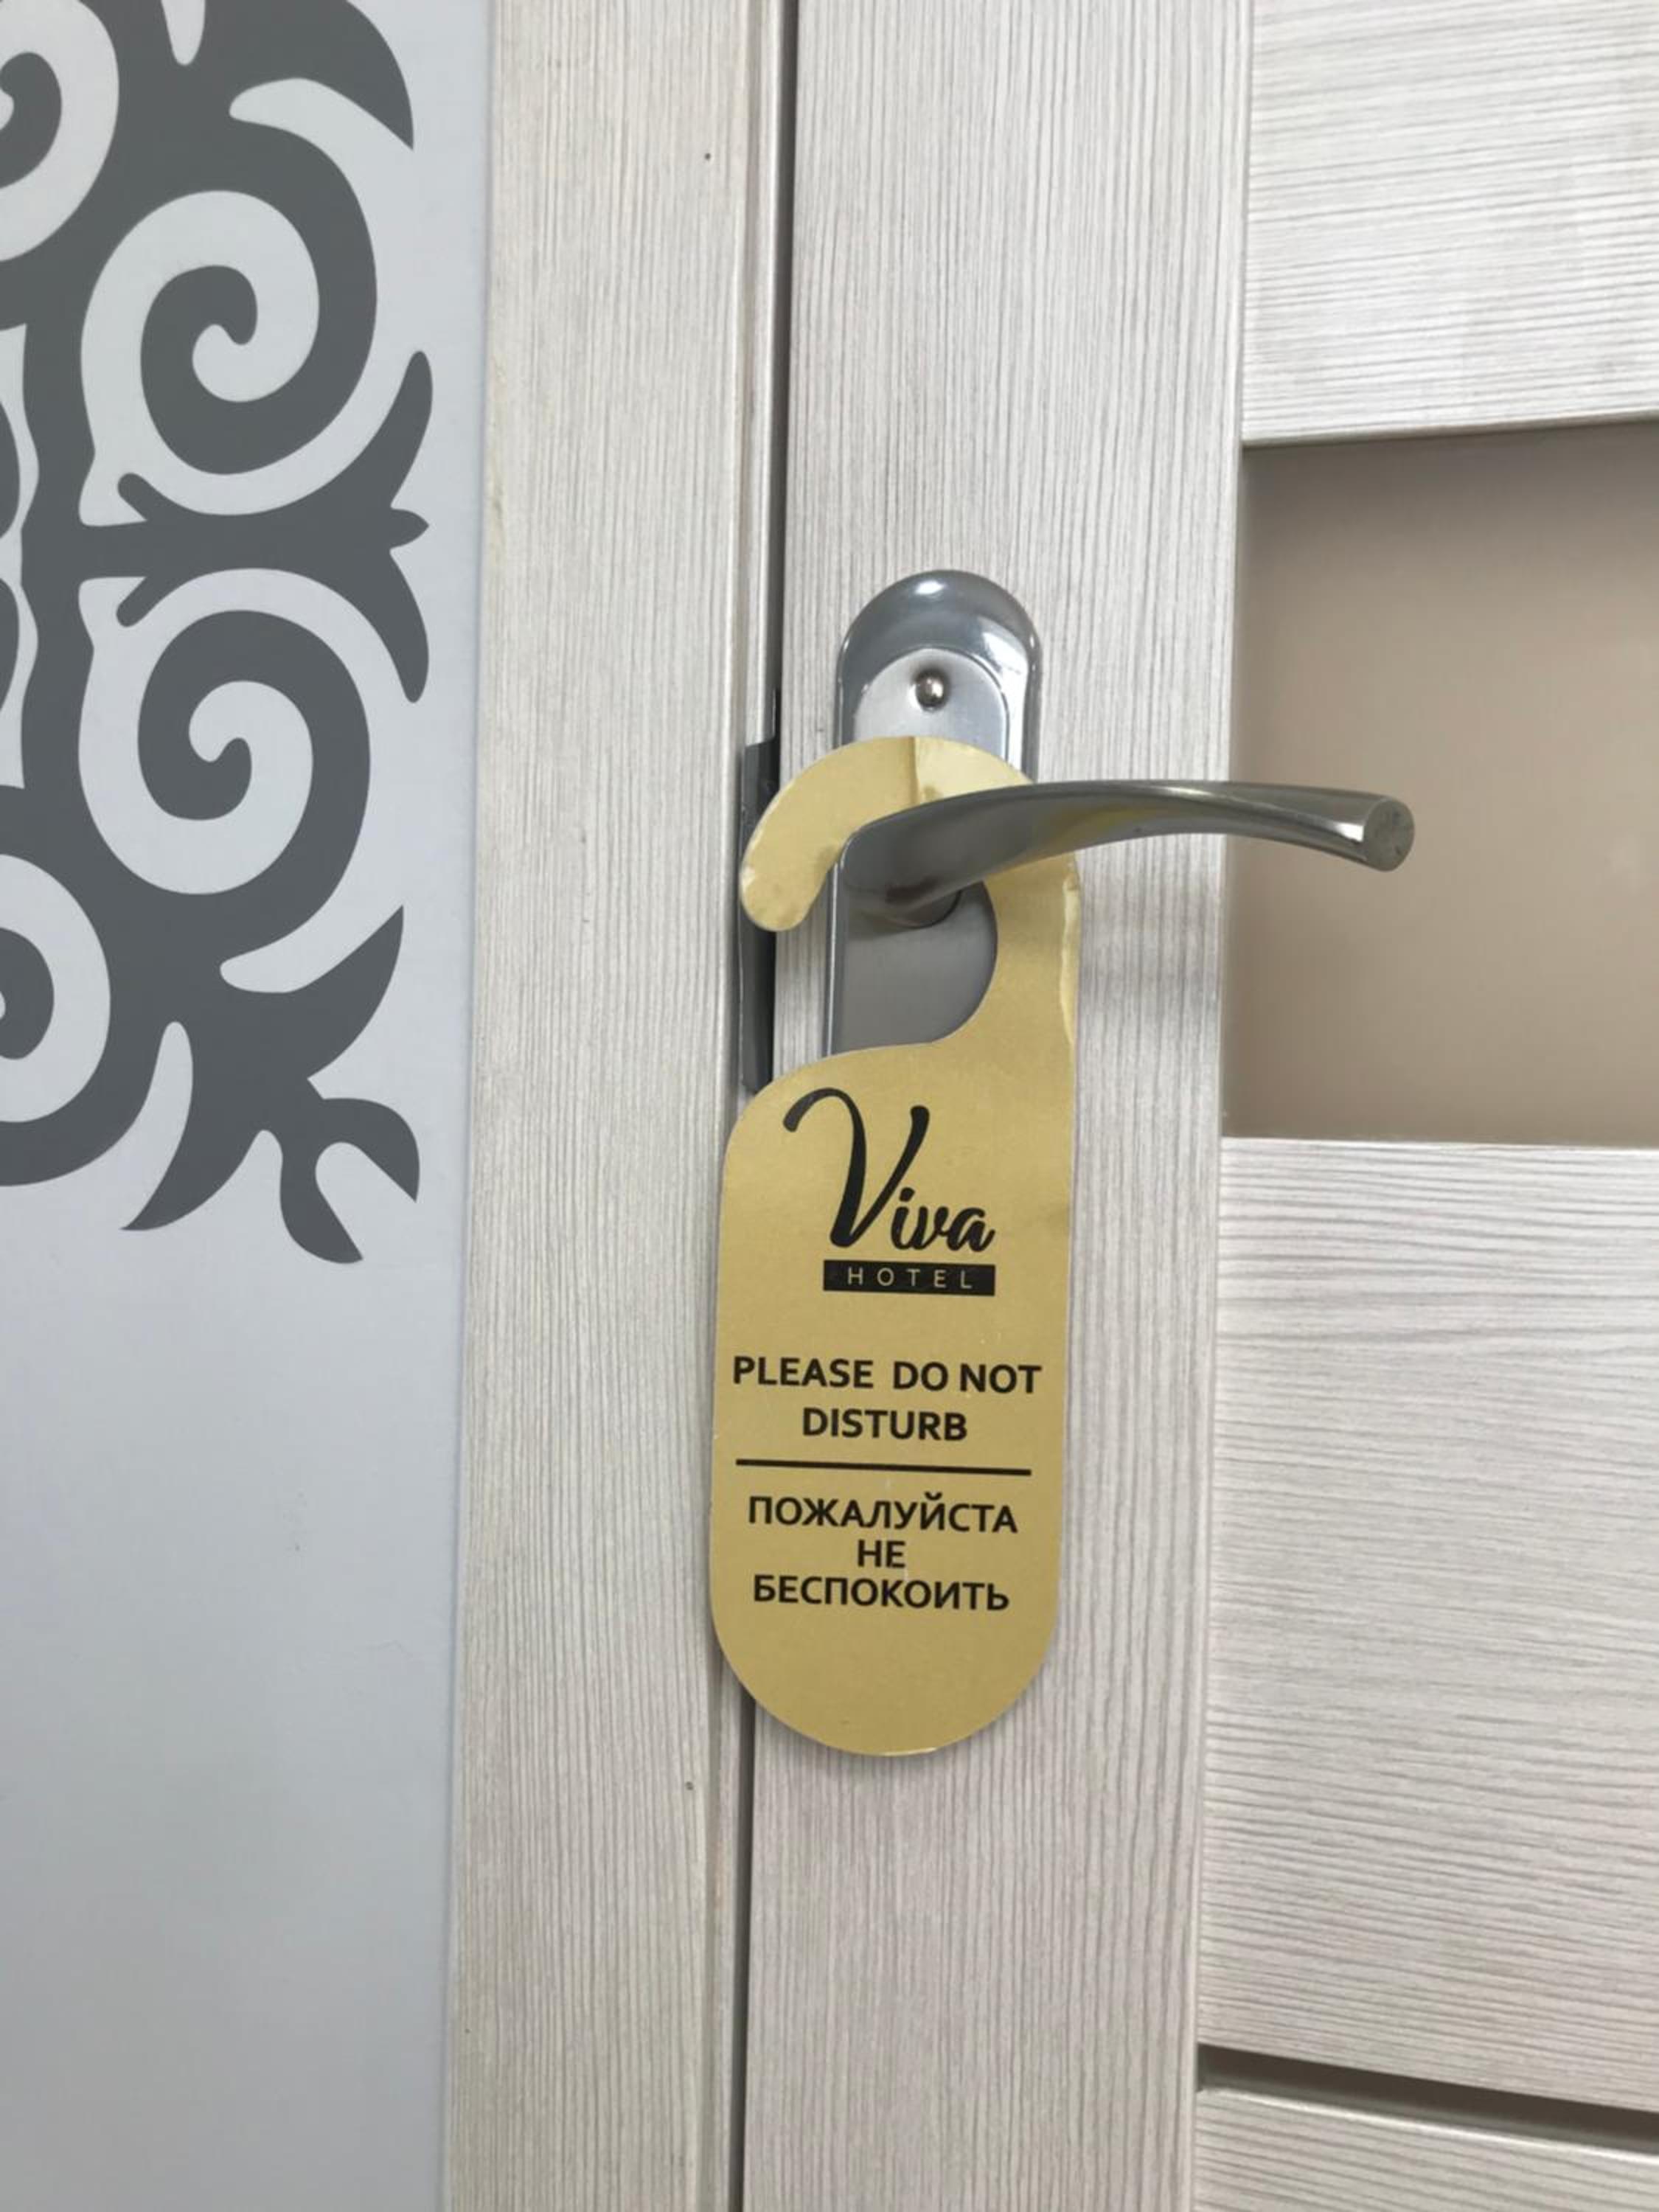 Viva
HOTEL
PLEASE DO NOT
DISTURB
ПОЖАЛУЙСТА
НЕ
БЕСПОКОИТЬ